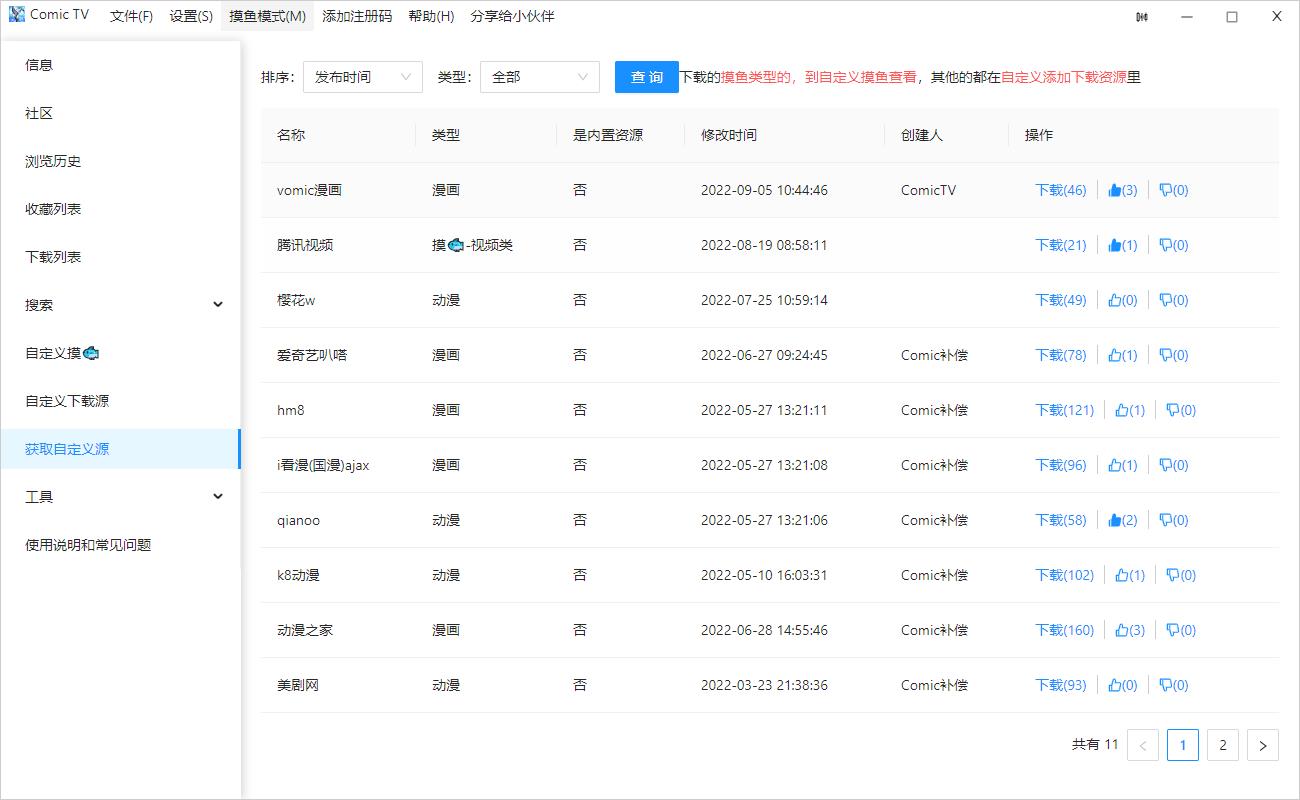 Comic TV 文件(F) 设置(S) 摸鱼模式(M) 添加注册码 帮助(H) 分享给小伙伴
信息
社区
浏览历史
收藏列表
下载列表
搜索
自定义摸🐟
自定义下载源
获取自定义源
工具
使用说明和常见问题
排序: 发布时间 类型: 全部 查 询 下载的摸鱼类型的，到自定义摸鱼查看，其他的都在自定义添加下载资源里
名称 类型 是内置资源 修改时间 创建人 操作
vomic漫画 漫画 否 2022-09-05 10:44:46 ComicTV 下载(46) (3) (0)
腾讯视频 摸🐟-视频类 否 2022-08-19 08:58:11 下载(21) (1) (0)
樱花w 动漫 否 2022-07-25 10:59:14 下载(49) (0) (0)
爱奇艺叭嗒 漫画 否 2022-06-27 09:24:45 Comic补偿 下载(78) (1) (0)
hm8 漫画 否 2022-05-27 13:21:11 Comic补偿 下载(121) (1) (0)
i看漫(国漫)ajax 漫画 否 2022-05-27 13:21:08 Comic补偿 下载(96) (1) (0)
qianoo 动漫 否 2022-05-27 13:21:06 Comic补偿 下载(58) (2) (0)
k8动漫 动漫 否 2022-05-10 16:03:31 Comic补偿 下载(102) (1) (0)
动漫之家 漫画 否 2022-06-28 14:55:46 Comic补偿 下载(160) (3) (0)
美剧网 动漫 否 2022-03-23 21:38:36 Comic补偿 下载(93) (0) (0)
共有 11 < 1 2 >